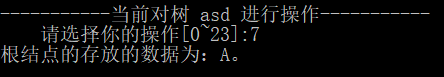 ----------当前对树 asd 进行操作-----------
请选择你的操作[0~23]:7
根结点的存放的数据为：A。